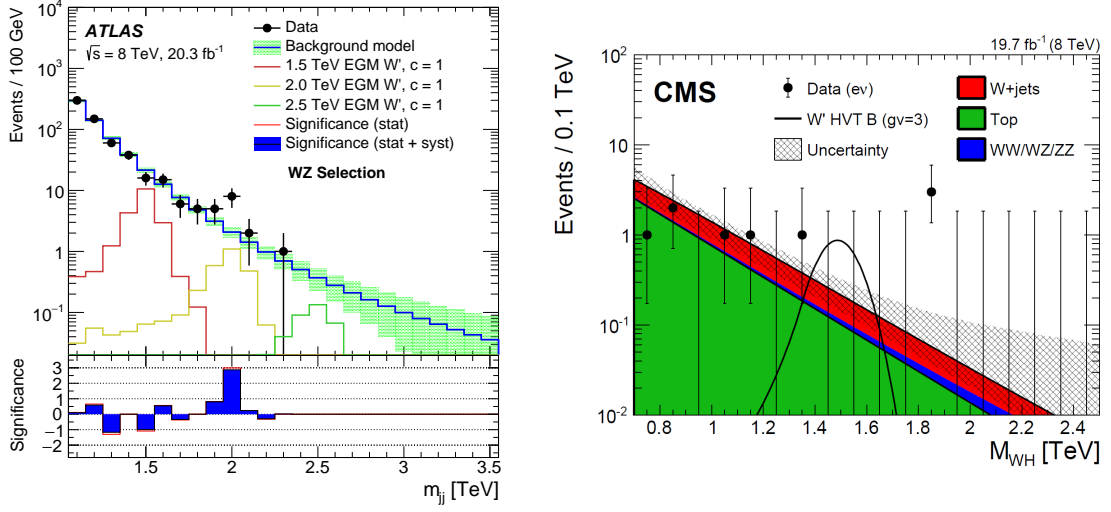 ATLAS
√s = 8 TeV, 20.3 fb⁻¹
Data
Background model
1.5 TeV EGM W', c = 1
2.0 TeV EGM W', c = 1
2.5 TeV EGM W', c = 1
Significance (stat)
Significance (stat + syst)
WZ Selection
Events / 100 GeV
10⁴
10³
10²
10
1
10⁻¹
Significance
3
2
1
0
−1
−2
1.5 2 2.5 3 3.5
m_jj [TeV]
19.7 fb⁻¹ (8 TeV)
CMS
Data (eν)
W' HVT B (gv=3)
Uncertainty
W+jets
Top
WW/WZ/ZZ
Events / 0.1 TeV
10²
10
1
10⁻¹
10⁻²
0.8 1 1.2 1.4 1.6 1.8 2 2.2 2.4
M_WH [TeV]